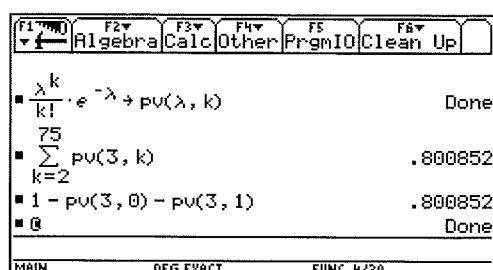 F1 F2 Algebra F3 Calc F4 Other F5 PrgmIO F6 Clean Up
λ^k/k! · e^-λ → pv(λ, k) Done
75
∑ pv(3, k) .800852
k=2
1 - pv(3, 0) - pv(3, 1) .800852
@ Done
MAIN DEG EXACT FUNC 4/20